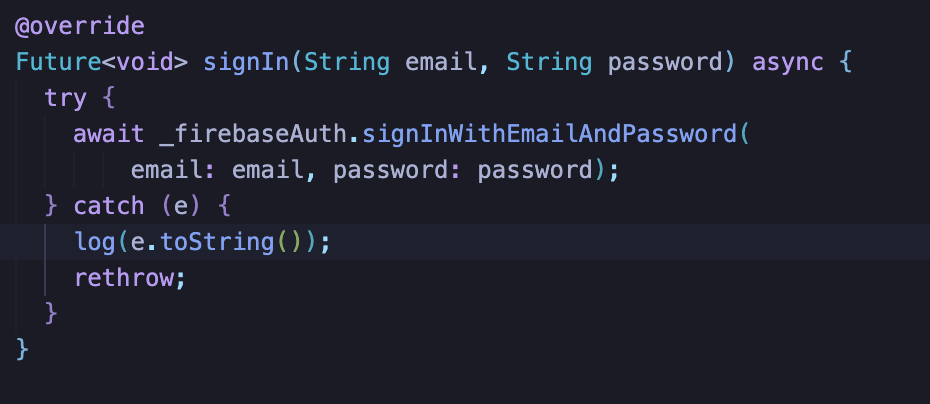 @override
Future<void> signIn(String email, String password) async {
  try {
    await _firebaseAuth.signInWithEmailAndPassword(
        email: email, password: password);
  } catch (e) {
    log(e.toString());
    rethrow;
  }
}